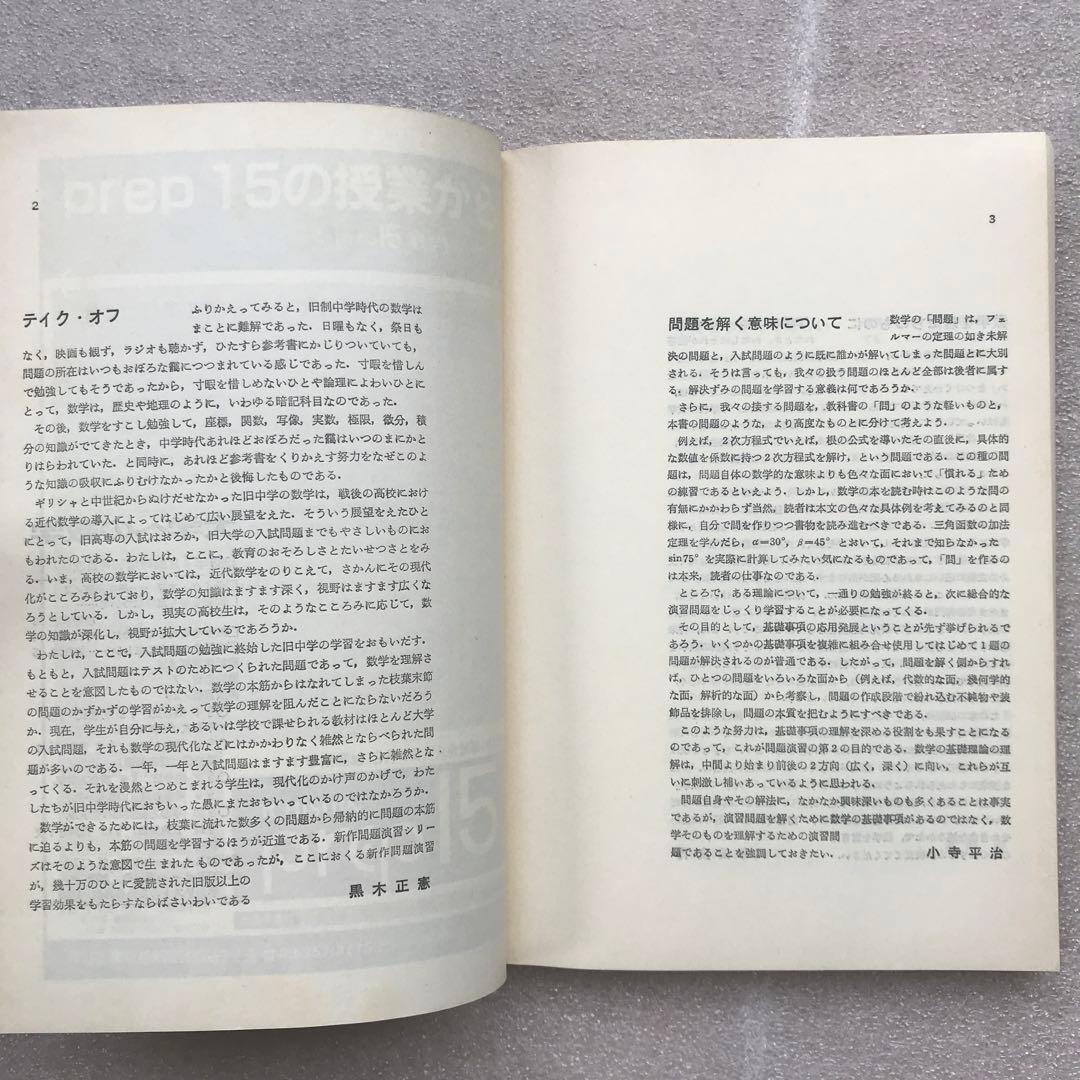 2
prep 15の授業から
テイク・オフ
ふりかえってみると，旧制中学時代の数学は
まことに難解であった．日曜もなく，祭日も
なく，映画も観ず，ラジオも聴かず，ひたすら参考書にかじりついていても，
問題の所在はいつもおぼろな靄につつまれている感じであった．寸暇を惜しん
で勉強してもそうであったから，寸暇を惜しめないひとや論理によわいひとに
とって，数学は，歴史や地理のように，いわゆる暗記科目なのであった．
その後，数学をすこし勉強して，座標，関数，写像，実数，極限，微分，積
分の知識がでてきたとき，中学時代あれほどおぼろだった靄はいつのまにかと
りはらわれていた．と同時に，あれほど参考書をくりかえす努力をなぜこのよ
うな知識の吸収にふりむけなかったかと後悔したものである．
ギリシャと中世紀からぬけだせなかった旧中学の数学は，戦後の高校におけ
る近代数学の導入によってはじめて広い展望をえた．そういう展望をえたひと
にとって，旧高専の入試はおろか，旧大学の入試問題までもやさしいものにお
もわれたのである．わたしは，ここに，教育のおそろしさとたいせつさとをみ
る．いま，高校の数学においては，近代数学をのりこえて，さかんにその現代
化がこころみられており，数学の知識はますます深く，視野はますます広くな
ろうとしている．しかし，現実の高校生は，そのようなこころみに応じて，数
学の知識が深化し，視野が拡大しているであろうか．
わたしは，ここで，入試問題の勉強に終始した旧中学の学習をおもいだす．
もともと，入試問題はテストのためにつくられた問題であって，数学を理解さ
せることを意図したものではない．数学の本筋からはなれてしまった枝葉末節
の問題のかずかずの学習がかえって数学の理解を阻んだことにならないだろう
か．現在，学生が自分に与え，あるいは学校で課せられる教材はほとんど大学
の入試問題，それも数学の現代化などにはかかわりなく雑然とならべられた問
題が多いのである．一年，一年と入試問題はますます豊富に，さらに雑然とな
ってくる．それを漫然とつめこまれる学生は，現代化のかけ声のかげで，わた
したちが旧中学時代におちいった愚にまたおちいっているのではなかろうか．
数学ができるためには，枝葉に流れた数多くの問題から帰納的に問題の本筋
に迫るよりも，本筋の問題を学習するほうが近道である．新作問題演習シリー
ズはそのような意図で生まれたものであったが，ここにおくる新作問題演習
が，幾十万のひとに愛読された旧版以上の
学習効果をもたらすならばさいわいである
黒木正憲
3
問題を解く意味について
数学の「問題」は，フェ
ルマーの定理の如き未解
決の問題と，入試問題のように既に誰かが解いてしまった問題とに大別
される．そうは言っても，我々の扱う問題のほとんど全部は後者に属す
る．解決ずみの問題を学習する意義は何であろうか．
さらに，我々の接する問題を，教科書の「問」のような軽いものと，
本書の問題のような，より高度なものとに分けて考えよう．
例えば，２次方程式でいえば，根の公式を導いたその直後に，具体的
な数値を係数に持つ２次方程式を解け，という問題である．この種の問
題は，問題自体の数学的な意味よりも色々な面において「慣れる」ため
の練習であるといえよう．しかし，数学の本を読む時はこのような問の
有無にかかわらず当然，読者は本文の色々な具体例を考えてみるのと同
様に，自分で問を作りつつ書物を読み進むべきである．三角函数の加法
定理を学んだら，α=30°，β=45° とおいて，それまで知らなかった
sin75° を実際に計算してみたい気になるものであって，「問」を作るの
は本来，読者の仕事なのである．
ところで，ある理論について，一通りの勉強が終ると，次に総合的な
演習問題をじっくり学習することが必要になってくる．
その目的として，基礎事項の応用発展ということが先ず挙げられるで
あろう．いくつかの基礎事項を複雑に組み合せ使用してはじめて１題の
問題が解決されるのが普通である．したがって，問題を解く側からすれ
ば，ひとつの問題をいろいろな面から（例えば，代数的な面，幾何学的
な面，解析的な面）から考察し，問題の作成段階で紛れ込む不純物や装
飾品を排除し，問題の本質を把むようにすべきである．
このような努力は，基礎事項の理解を深める役割をも果すことになる
のであって，これが問題演習の第２の目的である．数学の基礎理論の理
解は，中間より始まり前後の２方向（広く，深く）に向い，これらが互
いに刺激し補いあっているように思われる．
問題自身やその解法に，なかなか興味深いものも多くあることは事実
であるが，演習問題を解くために数学の基礎事項があるのではなく，数
学そのものを理解するための演習問
題であることを強調しておきたい．
小寺平治